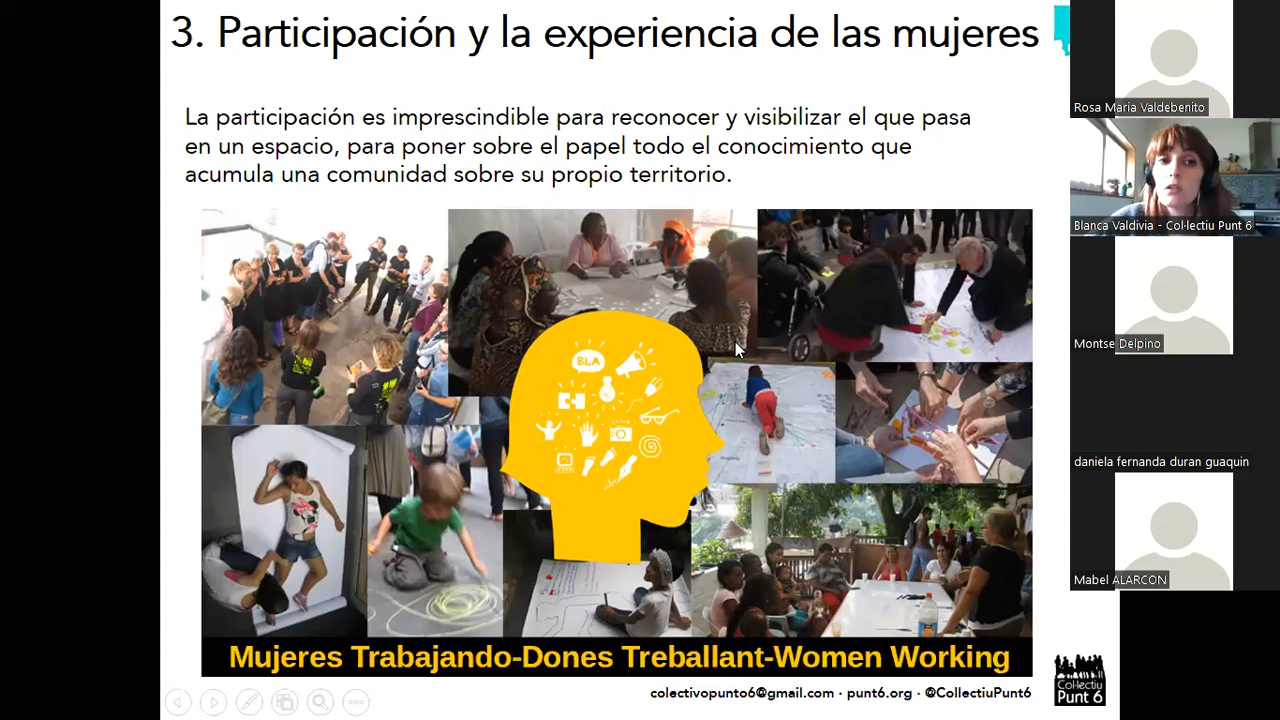 3. Participación y la experiencia de las mujeres
La participación es imprescindible para reconocer y visibilizar el que pasa
en un espacio, para poner sobre el papel todo el conocimiento que
acumula una comunidad sobre su propio territorio.
BLA
Mujeres Trabajando-Dones Treballant-Women Working
colectivopunto6@gmail.com · punt6.org · @CollectiuPunt6
Col·lectiu
Punt 6
Rosa Maria Valdebenito
Blanca Valdivia - Col·lectiu Punt 6
Montse Delpino
daniela fernanda duran guaquin
Mabel ALARCON